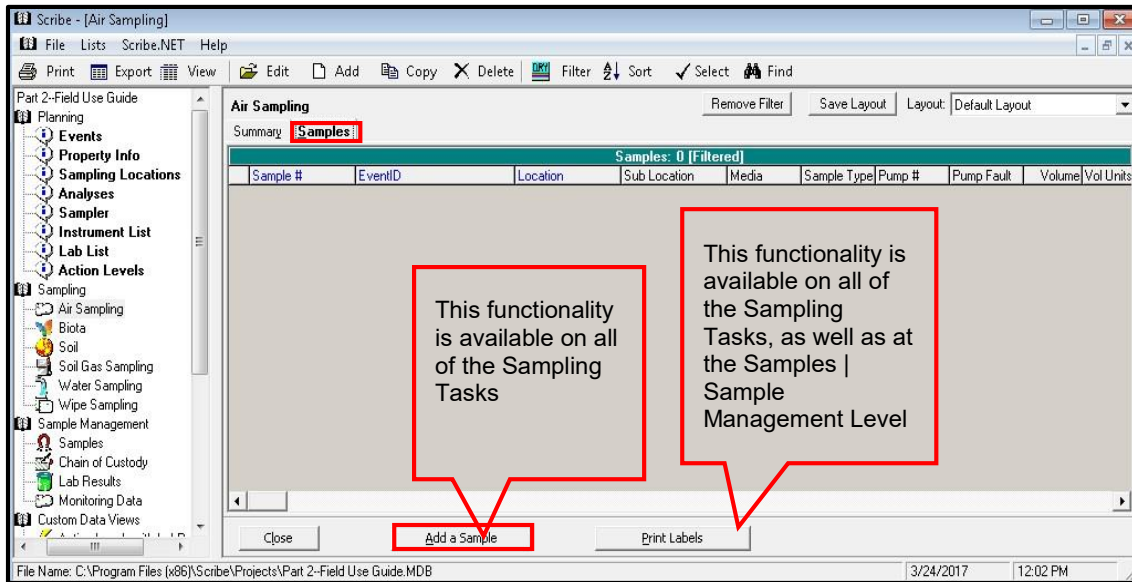 Scribe - [Air Sampling]
File Lists Scribe.NET Help
Print Export View Edit Add Copy Delete QRY Filter Sort Select Find
Part 2--Field Use Guide
Planning
Events
Property Info
Sampling Locations
Analyses
Sampler
Instrument List
Lab List
Action Levels
Sampling
Air Sampling
Biota
Soil
Soil Gas Sampling
Water Sampling
Wipe Sampling
Sample Management
Samples
Chain of Custody
Lab Results
Monitoring Data
Custom Data Views
Air Sampling
Remove Filter Save Layout Layout: Default Layout
Summary Samples
Samples: 0 [Filtered]
Sample # EventID Location Sub Location Media Sample Type Pump # Pump Fault Volume Vol Units
This functionality
is available on all
of the Sampling
Tasks
This functionality is
available on all of
the Sampling
Tasks, as well as at
the Samples |
Sample
Management Level
Close Add a Sample Print Labels
File Name: C:\Program Files (x86)\Scribe\Projects\Part 2--Field Use Guide.MDB 3/24/2017 12:02 PM